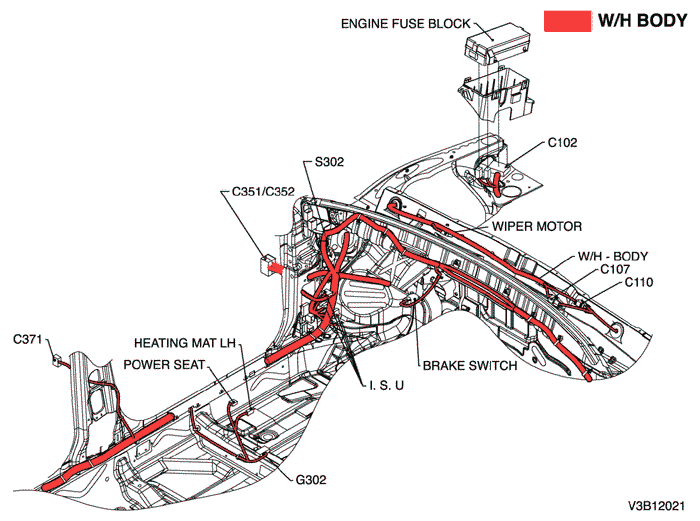 ENGINE FUSE BLOCK
W/H BODY
C102
S302
C351/C352
WIPER MOTOR
W/H - BODY
C107
C110
C371
HEATING MAT LH
POWER SEAT
BRAKE SWITCH
I. S. U
G302
V3B12021